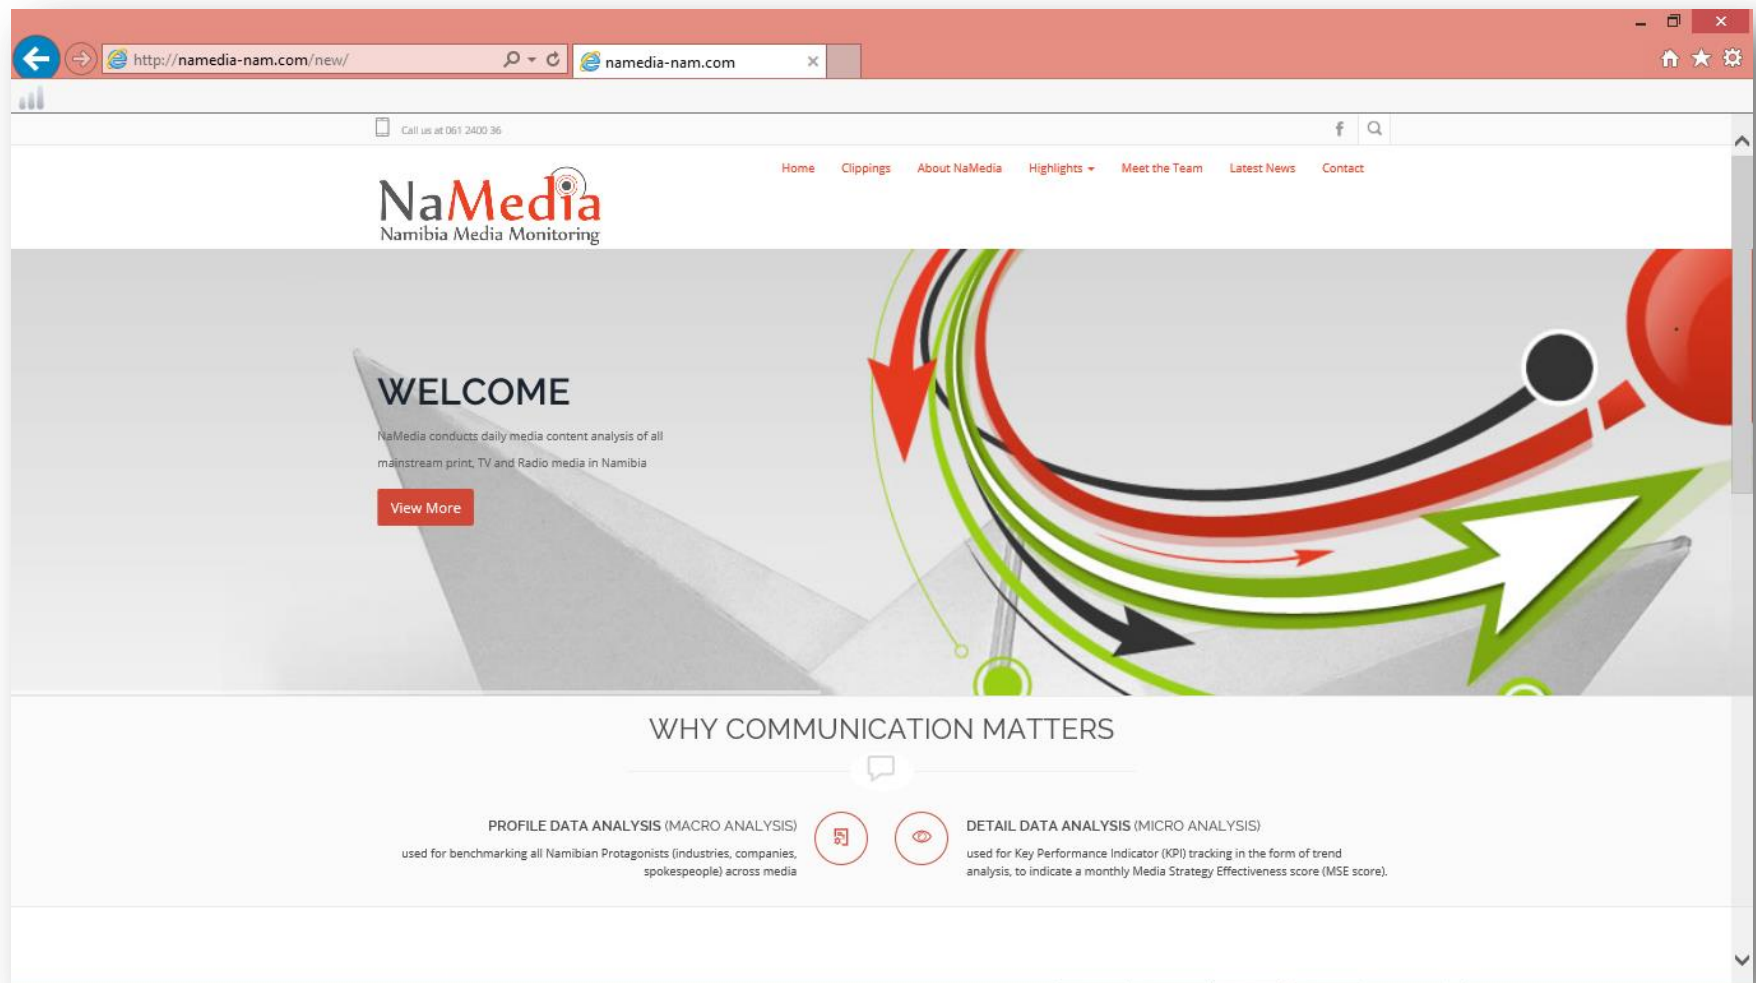 http://namedia-nam.com/new/
namedia-nam.com
Call us at 061 2400 36
Home Clippings About NaMedia Highlights Meet the Team Latest News Contact
NaMedia
Namibia Media Monitoring
WELCOME
NaMedia conducts daily media content analysis of all
mainstream print, TV and Radio media in Namibia
View More
WHY COMMUNICATION MATTERS
PROFILE DATA ANALYSIS (MACRO ANALYSIS)
used for benchmarking all Namibian Protagonists (industries, companies,
spokespeople) across media
DETAIL DATA ANALYSIS (MICRO ANALYSIS)
used for Key Performance Indicator (KPI) tracking in the form of trend
analysis, to indicate a monthly Media Strategy Effectiveness score (MSE score).